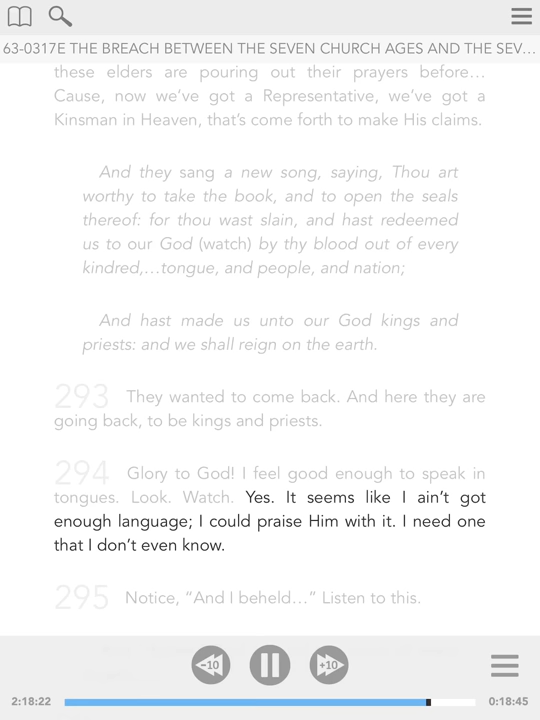 63-0317E THE BREACH BETWEEN THE SEVEN CHURCH AGES AND THE SEV…
these elders are pouring out their prayers before…
Cause, now we’ve got a Representative, we’ve got a
Kinsman in Heaven, that’s come forth to make His claims.
And they sang a new song, saying, Thou art
worthy to take the book, and to open the seals
thereof: for thou wast slain, and hast redeemed
us to our God (watch) by thy blood out of every
kindred,…tongue, and people, and nation;
And hast made us unto our God kings and
priests: and we shall reign on the earth.
293 They wanted to come back. And here they are
going back, to be kings and priests.
294 Glory to God! I feel good enough to speak in
tongues. Look. Watch. Yes. It seems like I ain’t got
enough language; I could praise Him with it. I need one
that I don’t even know.
295 Notice, “And I beheld…” Listen to this.
-10 +10
2:18:22 0:18:45